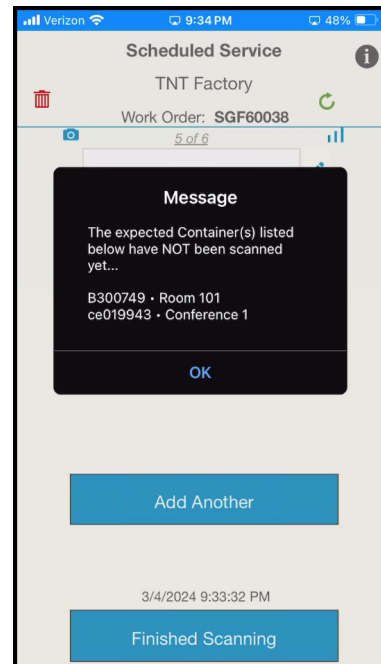 Verizon 9:34 PM 48%
Scheduled Service
TNT Factory
Work Order: SGF60038
5 of 6
Message
The expected Container(s) listed
below have NOT been scanned
yet...
B300749 • Room 101
ce019943 • Conference 1
OK
Add Another
3/4/2024 9:33:32 PM
Finished Scanning